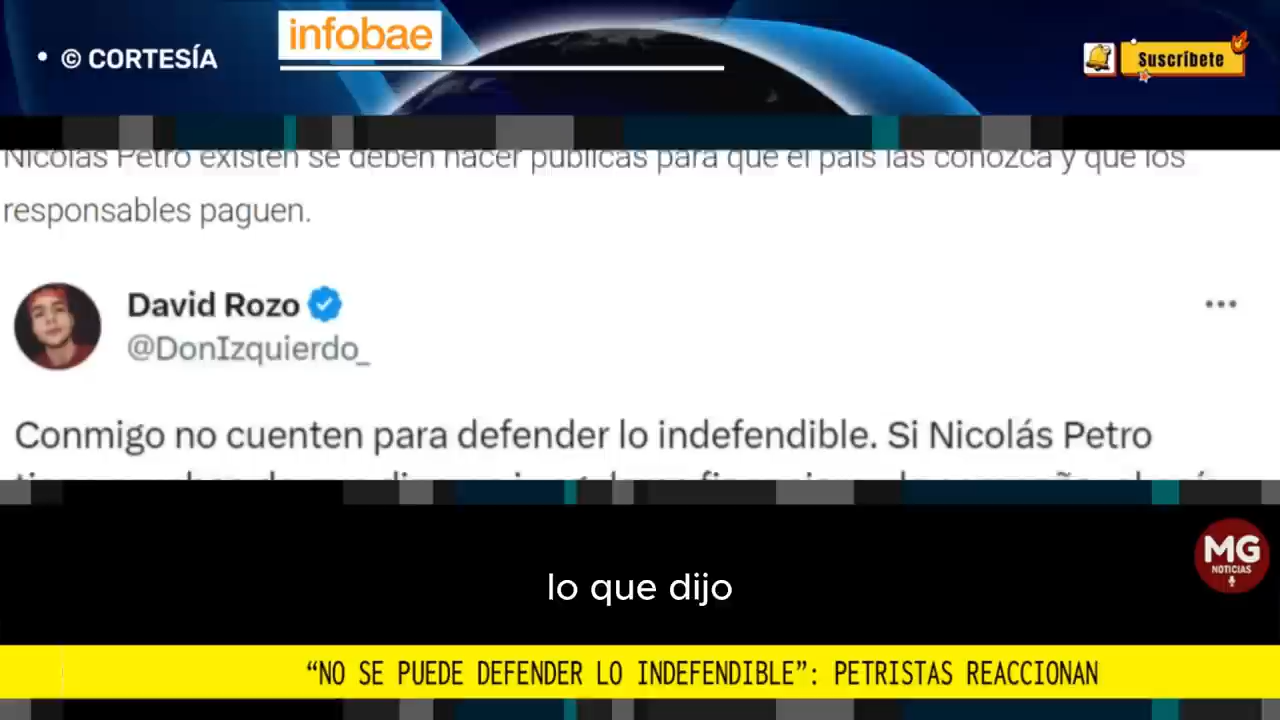 infobae
• © CORTESÍA
Suscríbete
Nicolás Petro existen se deben hacer públicas para que el país las conozca y que los
responsables paguen.
David Rozo
@DonIzquierdo_
Conmigo no cuenten para defender lo indefendible. Si Nicolás Petro
MG
NOTICIAS
lo que dijo
“NO SE PUEDE DEFENDER LO INDEFENDIBLE”: PETRISTAS REACCIONAN